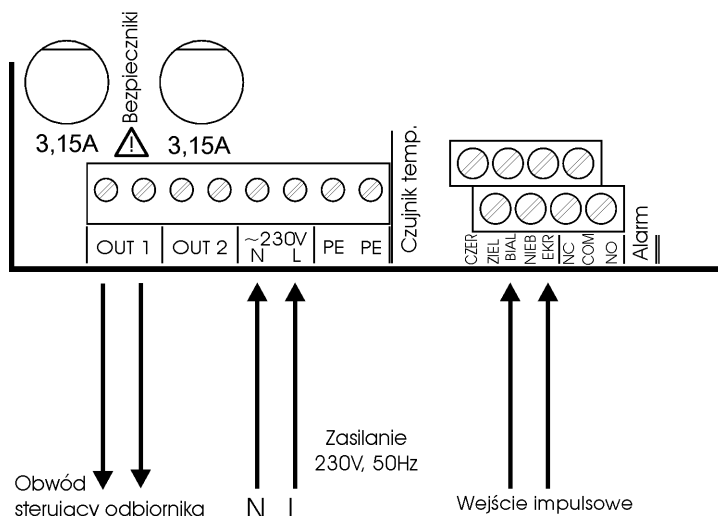 Bezpieczniki
3,15A
3,15A
OUT 1
OUT 2
~230V
N
L
PE
PE
Czujnik temp.
CZER
ZIEL
BIAL
NIEB
EKR
NC
COM
NO
Alarm
Zasilanie
230V, 50Hz
Obwód
sterujący odbiornika
N
L
Wejście impulsowe